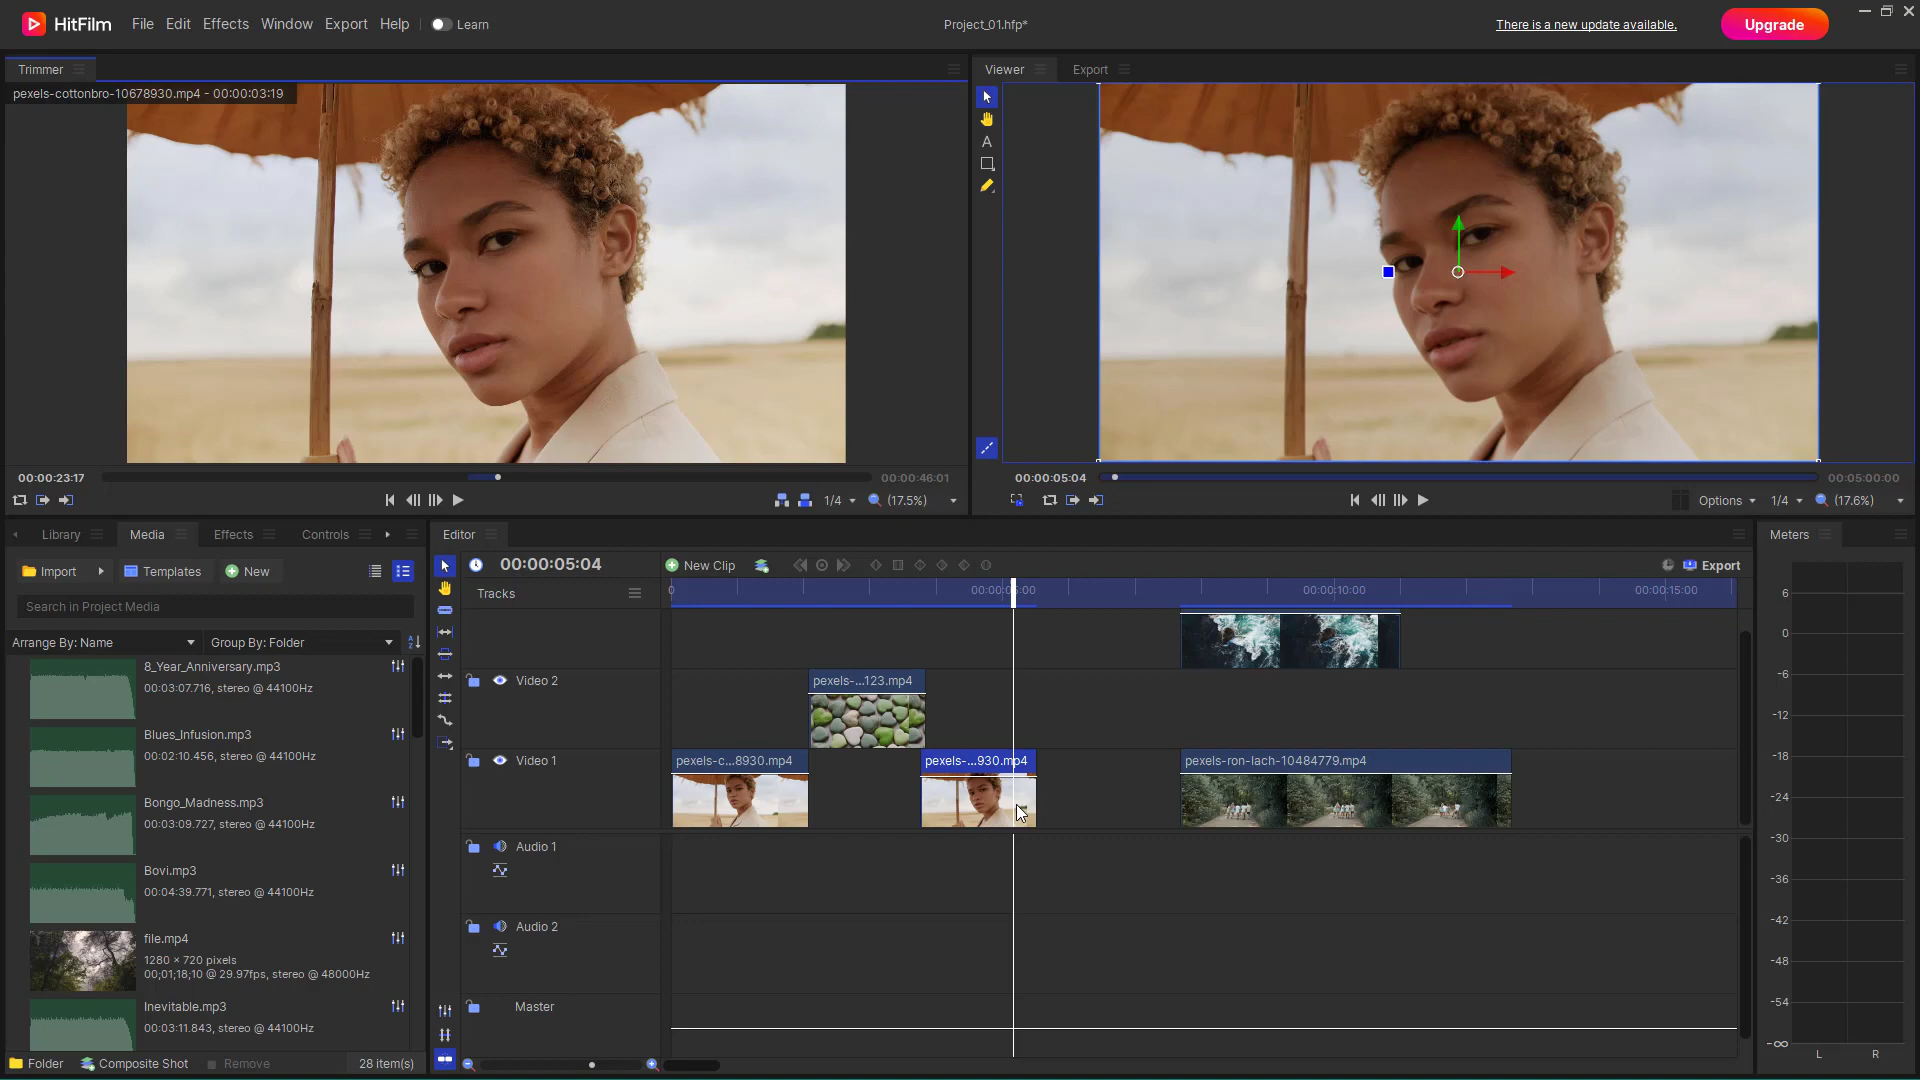 HitFilm File Edit Effects Window Export Help Learn Project_01.hfp* There is a new update available. Upgrade
Trimmer Viewer Export
pexels-cottonbro-10678930.mp4 - 00:00:03:19
A
00:00:23:17 00:00:46:01 00:00:05:04 00:05:00:00
1/4 (17.5%) Options 1/4 (17.6%)
Library Media Effects Controls Editor Meters
Import Templates New 00:00:05:04 New Clip Export
Tracks 0 00:00:05:00 00:00:10:00 00:00:15:00
Search in Project Media
Arrange By: Name Group By: Folder
8_Year_Anniversary.mp3
00:03:07.716, stereo @ 44100Hz
Blues_Infusion.mp3
00:02:10.456, stereo @ 44100Hz
Bongo_Madness.mp3
00:03:09.727, stereo @ 44100Hz
Bovi.mp3
00:04:39.771, stereo @ 44100Hz
file.mp4
1280 × 720 pixels
00;01;18;10 @ 29.97fps, stereo @ 48000Hz
Inevitable.mp3
00:03:11.843, stereo @ 44100Hz
Folder Composite Shot Remove 28 item(s)
Video 2 pexels-...123.mp4
Video 1 pexels-c...8930.mp4 pexels-...930.mp4 pexels-ron-lach-10484779.mp4
Audio 1
Audio 2
Master
6
0
-6
-12
-18
-24
-30
-36
-42
-48
-54
-∞
L R